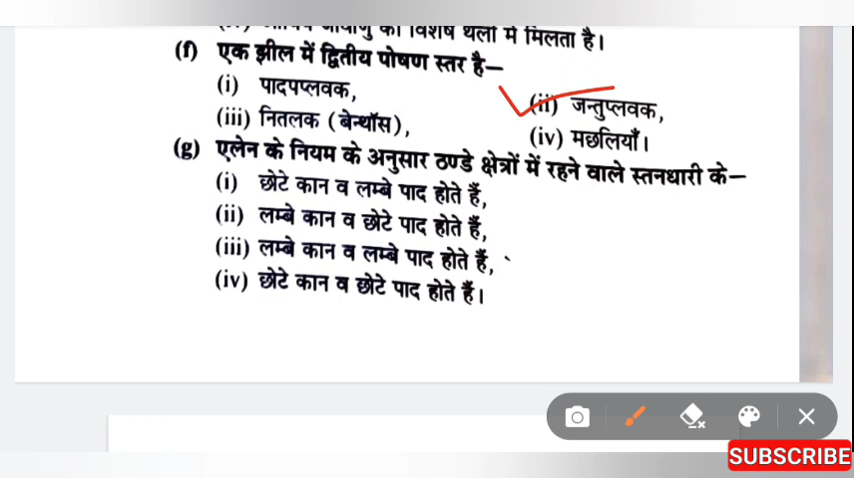 की विशेष थैली में मिलता है।
(f) एक झील में द्वितीय पोषण स्तर है—
(i) पादपप्लवक, (ii) जन्तुप्लवक,
(iii) नितलक (बेन्थॉस), (iv) मछलियाँ।
(g) एलेन के नियम के अनुसार ठण्डे क्षेत्रों में रहने वाले स्तनधारी के—
(i) छोटे कान व लम्बे पाद होते हैं,
(ii) लम्बे कान व छोटे पाद होते हैं,
(iii) लम्बे कान व लम्बे पाद होते हैं,
(iv) छोटे कान व छोटे पाद होते हैं।
SUBSCRIBE